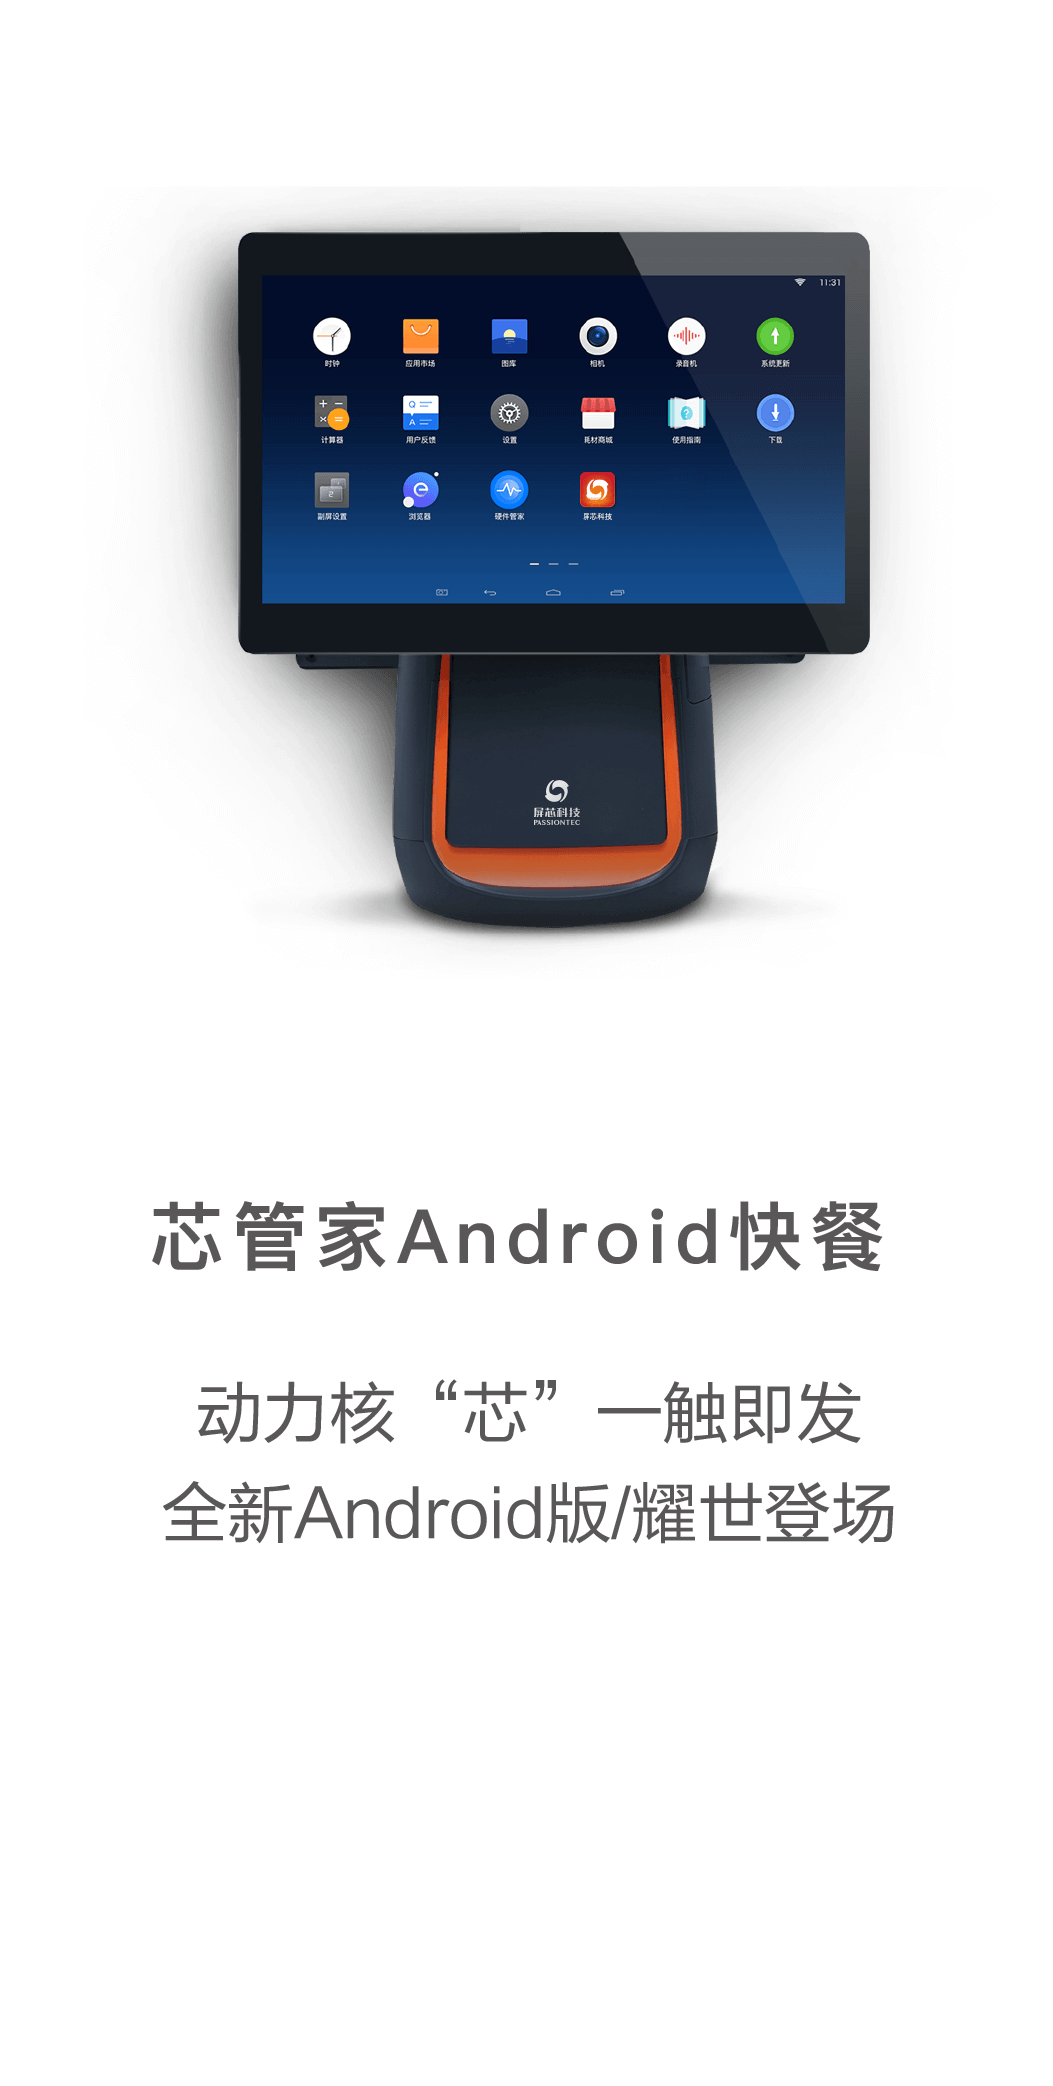 11:31
时钟 应用市场 图库 相机 录音机 系统更新
计算器 用户反馈 设置 耗材商城 使用指南 下载
副屏设置 浏览器 硬件管家 屏芯科技
屏芯科技
PASSIONTEC
芯管家Android快餐
动力核“芯”一触即发
全新Android版/耀世登场